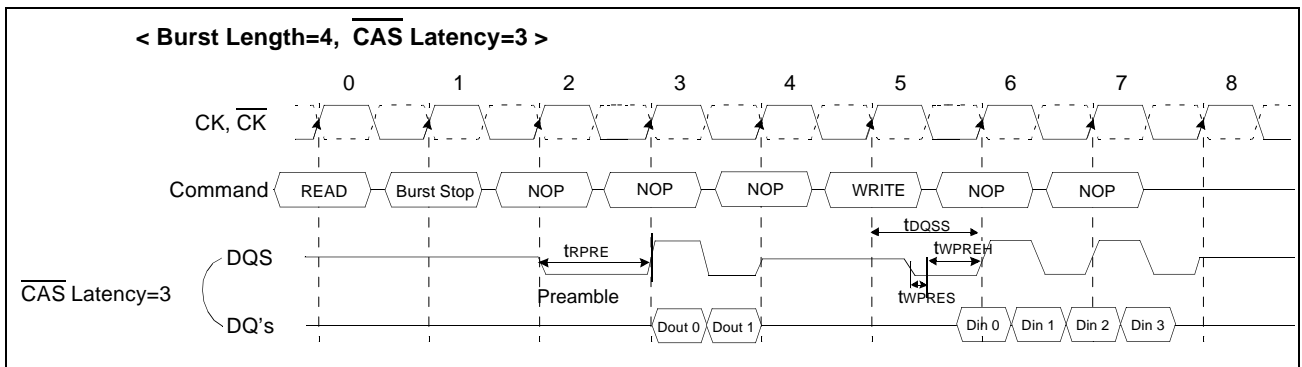 < Burst Length=4, CAS Latency=3 >
0 1 2 3 4 5 6 7 8
CK, CK
Command READ Burst Stop NOP NOP NOP WRITE NOP NOP
tDQSS
DQS tRPRE tWPREH
CAS Latency=3 Preamble tWPRES
DQ's Dout 0 Dout 1 Din 0 Din 1 Din 2 Din 3